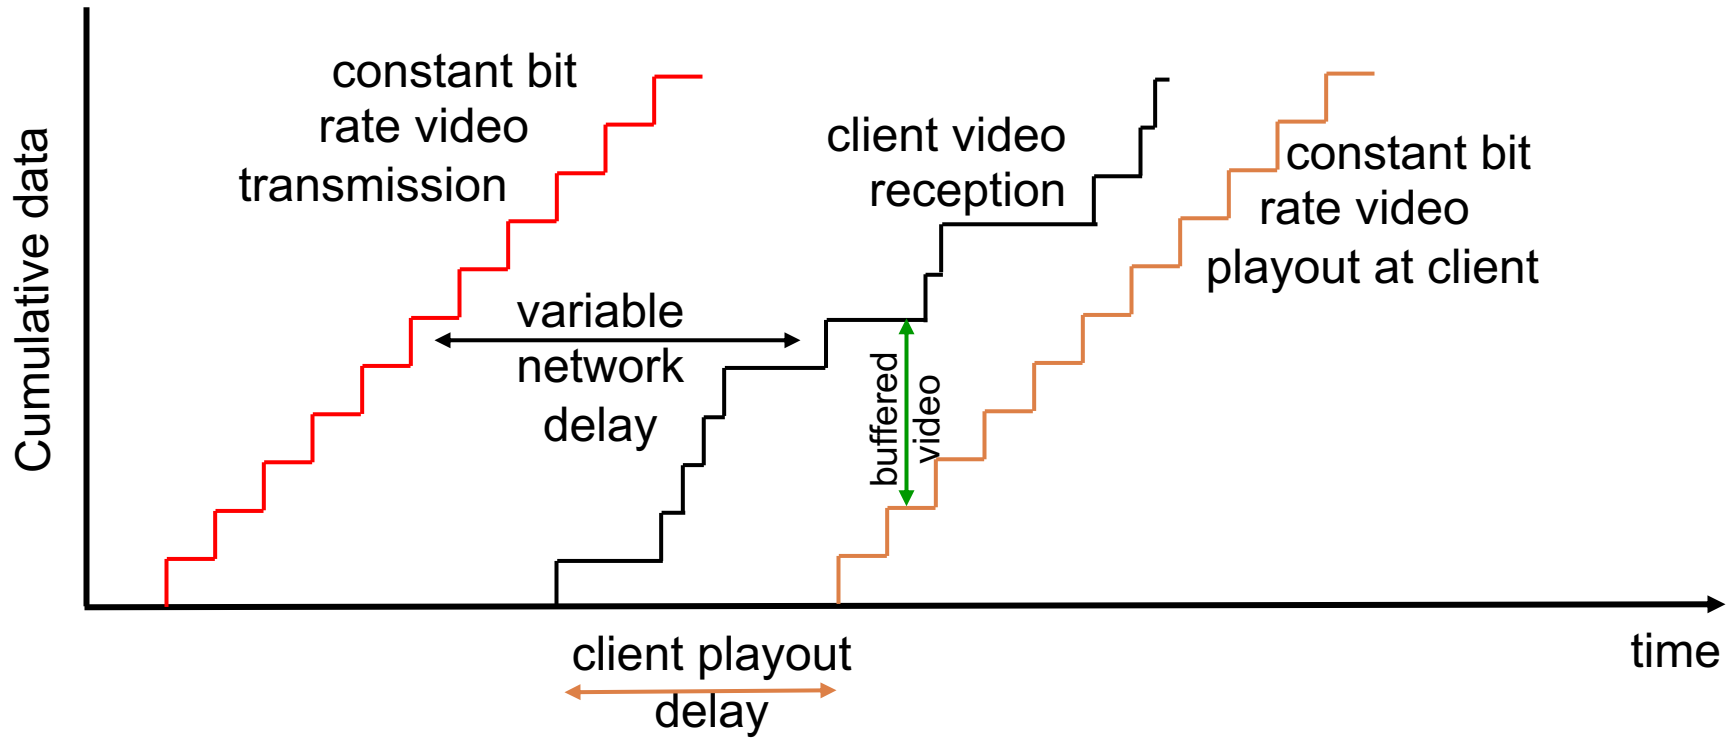 constant bit
rate video
transmission
client video
reception
constant bit
rate video
playout at client
Cumulative data
variable
network
delay
buffered
video
time
client playout
delay